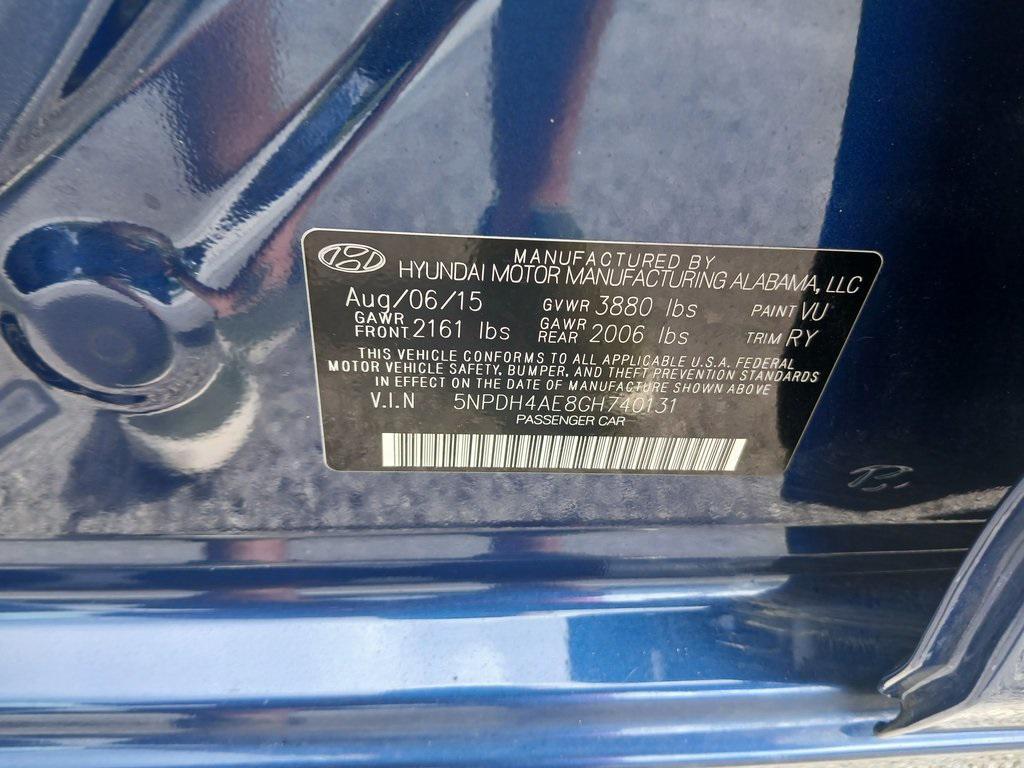 MANUFACTURED BY
HYUNDAI MOTOR MANUFACTURING ALABAMA, LLC
Aug/06/15 GVWR 3880 lbs PAINT VU
GAWR FRONT 2161 lbs GAWR REAR 2006 lbs TRIM RY
THIS VEHICLE CONFORMS TO ALL APPLICABLE U.S.A. FEDERAL
MOTOR VEHICLE SAFETY, BUMPER, AND THEFT PREVENTION STANDARDS
IN EFFECT ON THE DATE OF MANUFACTURE SHOWN ABOVE
V.I.N 5NPDH4AE8GH740131
PASSENGER CAR